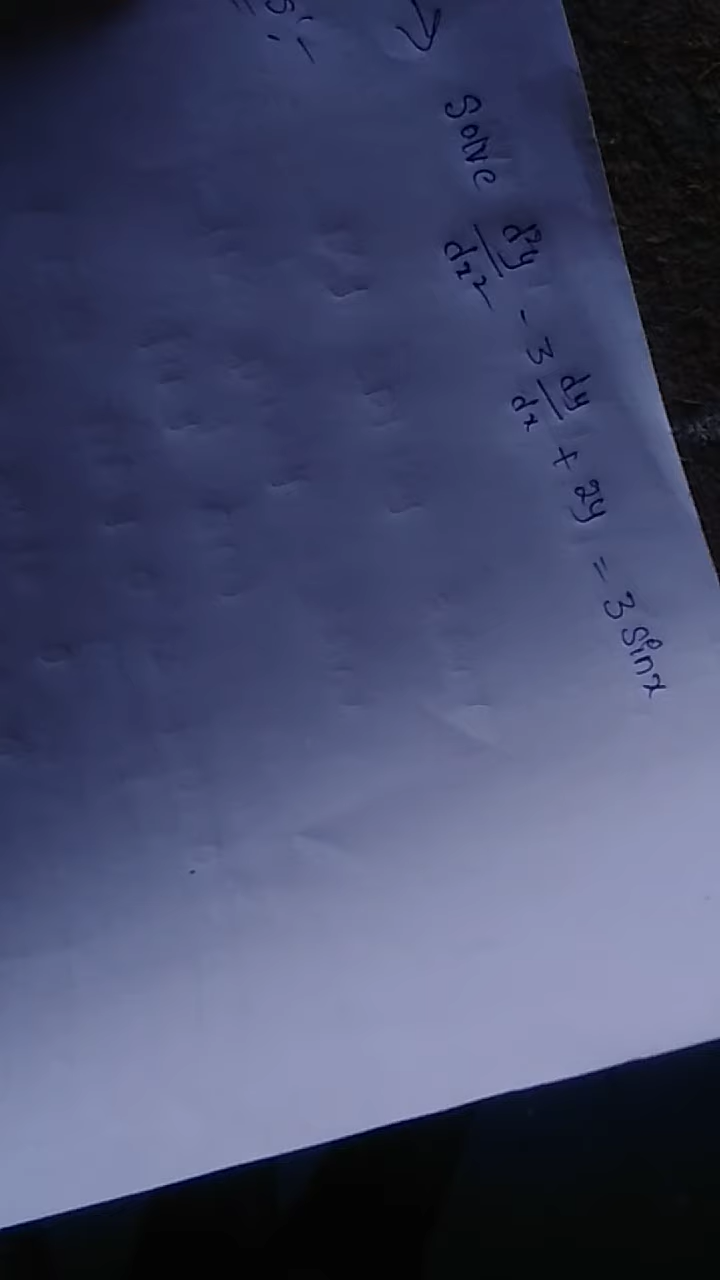 → Solve d²y/dx² - 3 dy/dx + 2y = 3 sinx